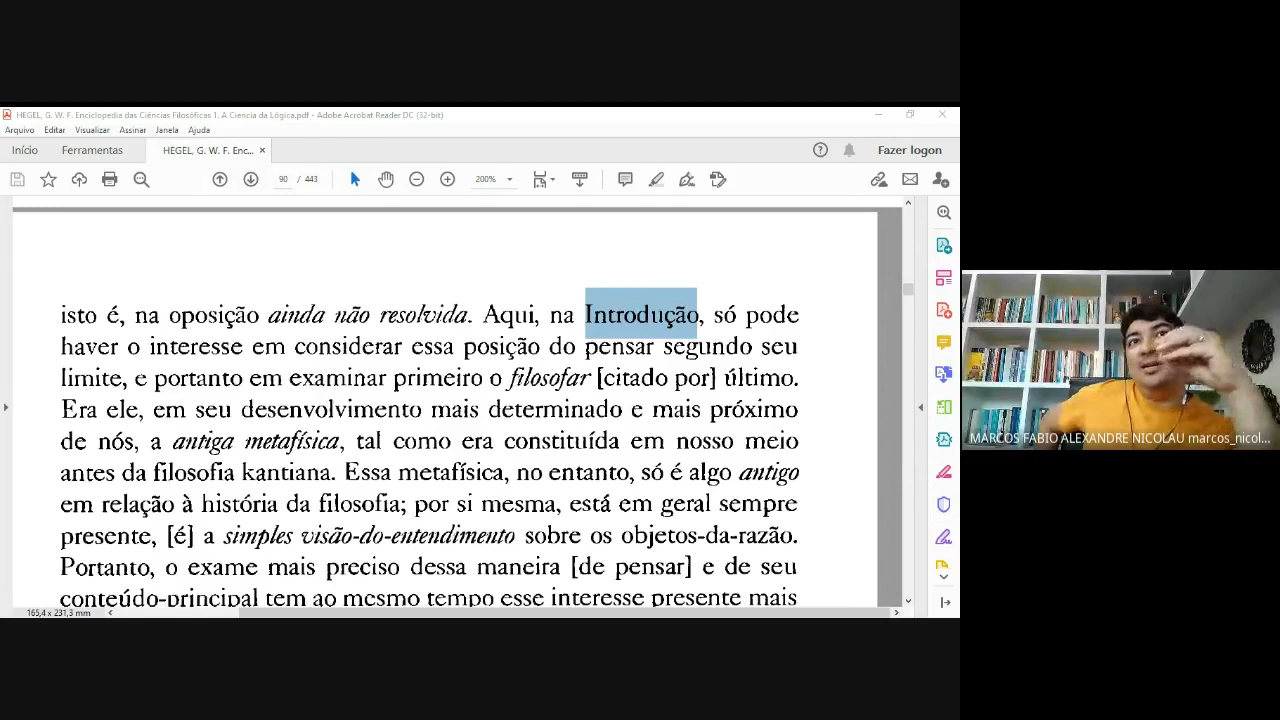 HEGEL, G. W. F. Enciclopedia das Ciências Filosóficas 1. A Ciencia da Lógica.pdf - Adobe Acrobat Reader DC (32-bit)
Arquivo Editar Visualizar Assinar Janela Ajuda
Início Ferramentas HEGEL, G. W. F. Enc... × Fazer logon
90 / 443 200%
isto é, na oposição ainda não resolvida. Aqui, na Introdução, só pode
haver o interesse em considerar essa posição do pensar segundo seu
limite, e portanto em examinar primeiro o filosofar [citado por] último.
Era ele, em seu desenvolvimento mais determinado e mais próximo
de nós, a antiga metafísica, tal como era constituída em nosso meio
antes da filosofia kantiana. Essa metafísica, no entanto, só é algo antigo
em relação à história da filosofia; por si mesma, está em geral sempre
presente, [é] a simples visão-do-entendimento sobre os objetos-da-razão.
Portanto, o exame mais preciso dessa maneira [de pensar] e de seu
conteúdo-principal tem ao mesmo tempo esse interesse presente mais
165,4 x 231,3 mm
MARCOS FABIO ALEXANDRE NICOLAU marcos_nicol...